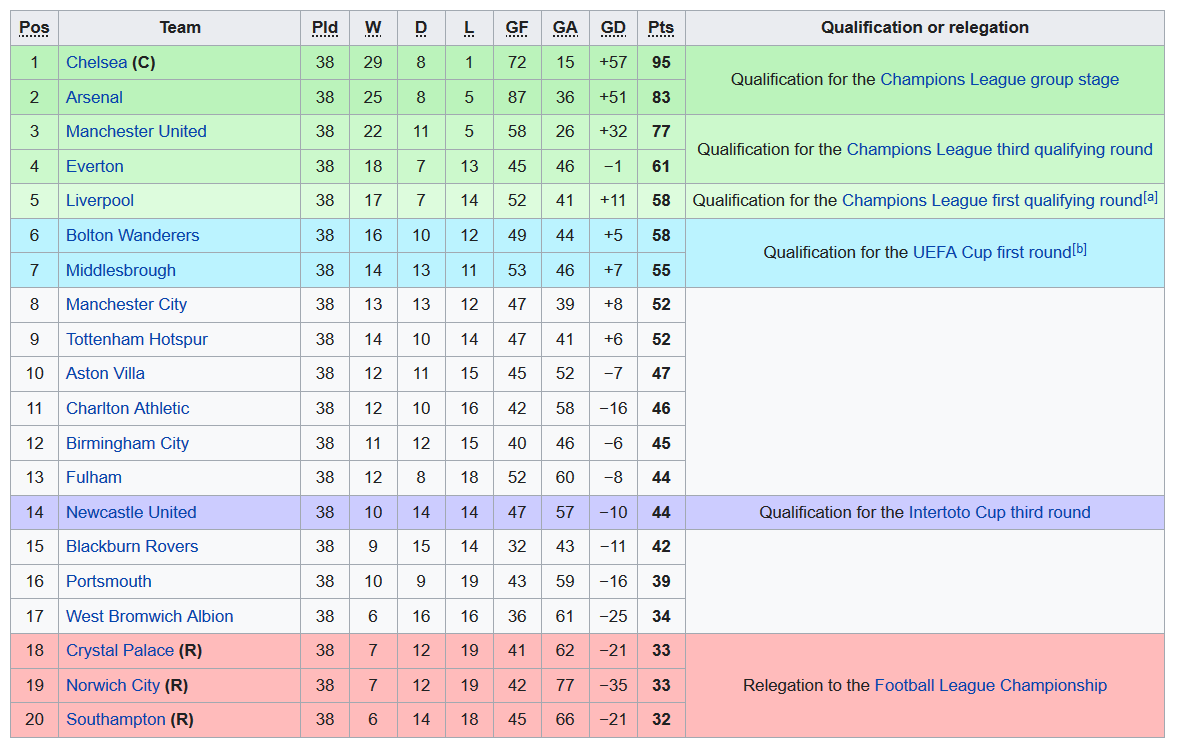 Pos Team Pld W D L GF GA GD Pts Qualification or relegation
1 Chelsea (C) 38 29 8 1 72 15 +57 95 Qualification for the Champions League group stage
2 Arsenal 38 25 8 5 87 36 +51 83
3 Manchester United 38 22 11 5 58 26 +32 77 Qualification for the Champions League third qualifying round
4 Everton 38 18 7 13 45 46 −1 61
5 Liverpool 38 17 7 14 52 41 +11 58 Qualification for the Champions League first qualifying round[a]
6 Bolton Wanderers 38 16 10 12 49 44 +5 58 Qualification for the UEFA Cup first round[b]
7 Middlesbrough 38 14 13 11 53 46 +7 55
8 Manchester City 38 13 13 12 47 39 +8 52
9 Tottenham Hotspur 38 14 10 14 47 41 +6 52
10 Aston Villa 38 12 11 15 45 52 −7 47
11 Charlton Athletic 38 12 10 16 42 58 −16 46
12 Birmingham City 38 11 12 15 40 46 −6 45
13 Fulham 38 12 8 18 52 60 −8 44
14 Newcastle United 38 10 14 14 47 57 −10 44 Qualification for the Intertoto Cup third round
15 Blackburn Rovers 38 9 15 14 32 43 −11 42
16 Portsmouth 38 10 9 19 43 59 −16 39
17 West Bromwich Albion 38 6 16 16 36 61 −25 34
18 Crystal Palace (R) 38 7 12 19 41 62 −21 33
19 Norwich City (R) 38 7 12 19 42 77 −35 33 Relegation to the Football League Championship
20 Southampton (R) 38 6 14 18 45 66 −21 32